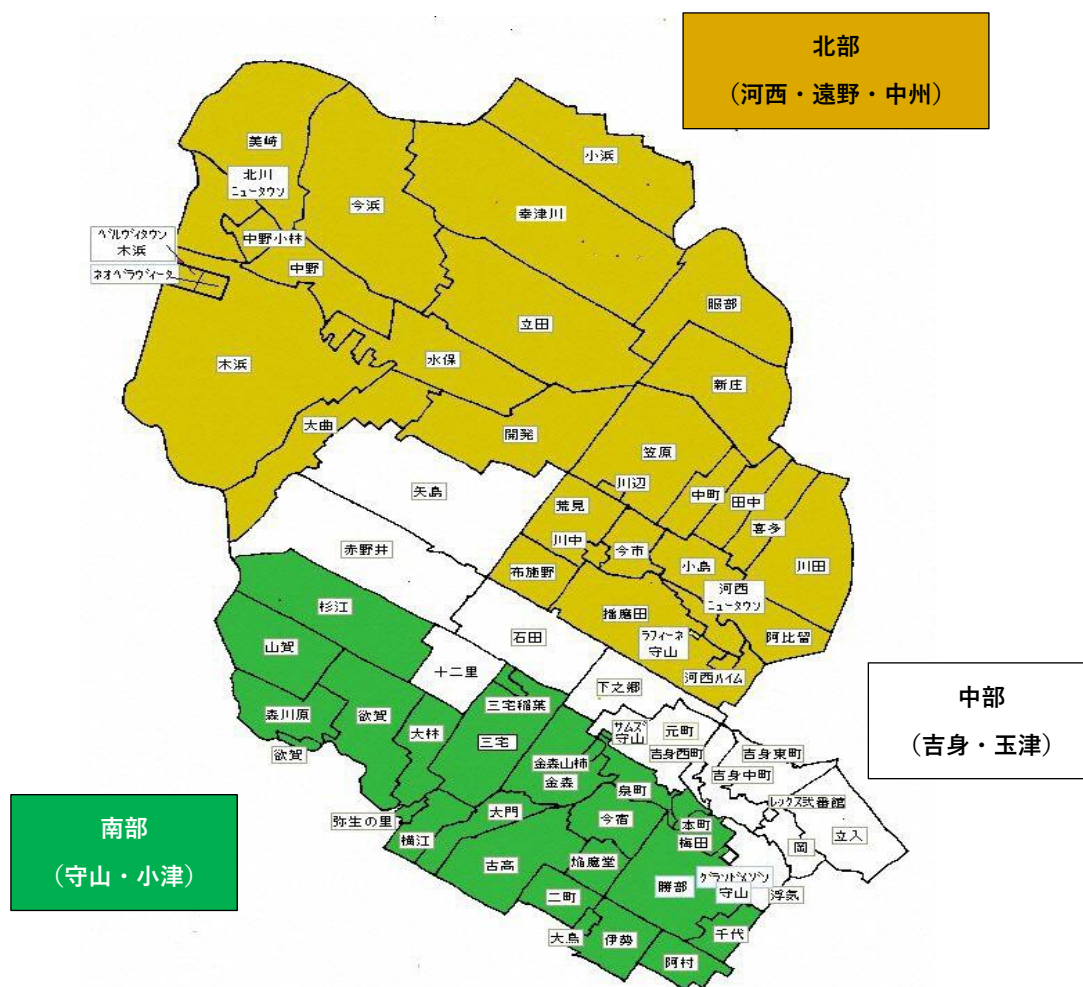 北部
（河西・遠野・中州）
小浜
美崎
北川
ニュータウン
今浜
幸津川
ベルヴィタウン
木浜
中野小林
ネオベラヴィータ
中野
服部
立田
水保
木浜
新庄
大曲
開発
笠原
矢島
川辺
中町
田中
荒見
喜多
赤野井
川中
今市
小島
川田
布施野
河西
ニュータウン
杉江
播磨田
石田
ラフィーネ
守山
阿比留
山賀
十二里
下之郷
河西ハイム
中部
（吉身・玉津）
三宅稲葉
森川原
欲賀
大林
サムズ
守山
元町
欲賀
三宅
吉身西町
吉身東町
金森山柿
金森
吉身中町
泉町
レックス弐番館
南部
（守山・小津）
弥生の里
大門
今宿
本町
立入
横江
梅田
岡
古高
焔魔堂
グランドメゾン
守山
勝部
浮気
二町
千代
大鳥
伊勢
阿村